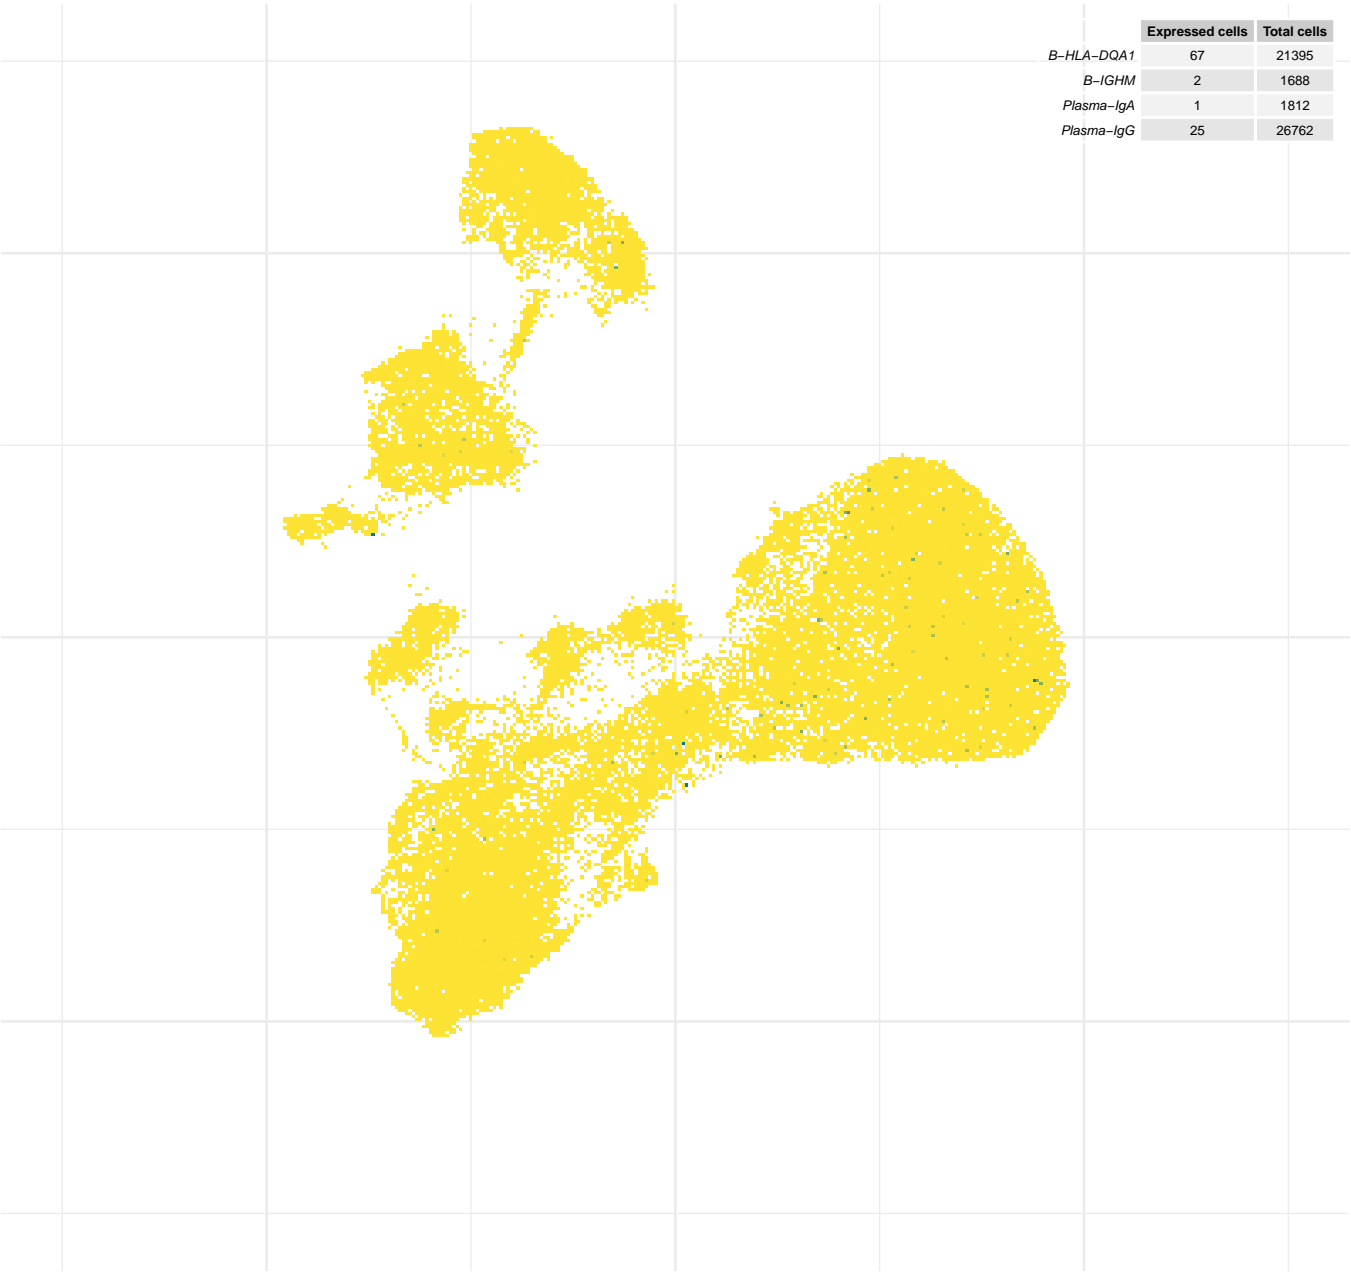 Expressed cells Total cells
B−HLA−DQA1 67 21395
B−IGHM 2 1688
Plasma−IgA 1 1812
Plasma−IgG 25 26762